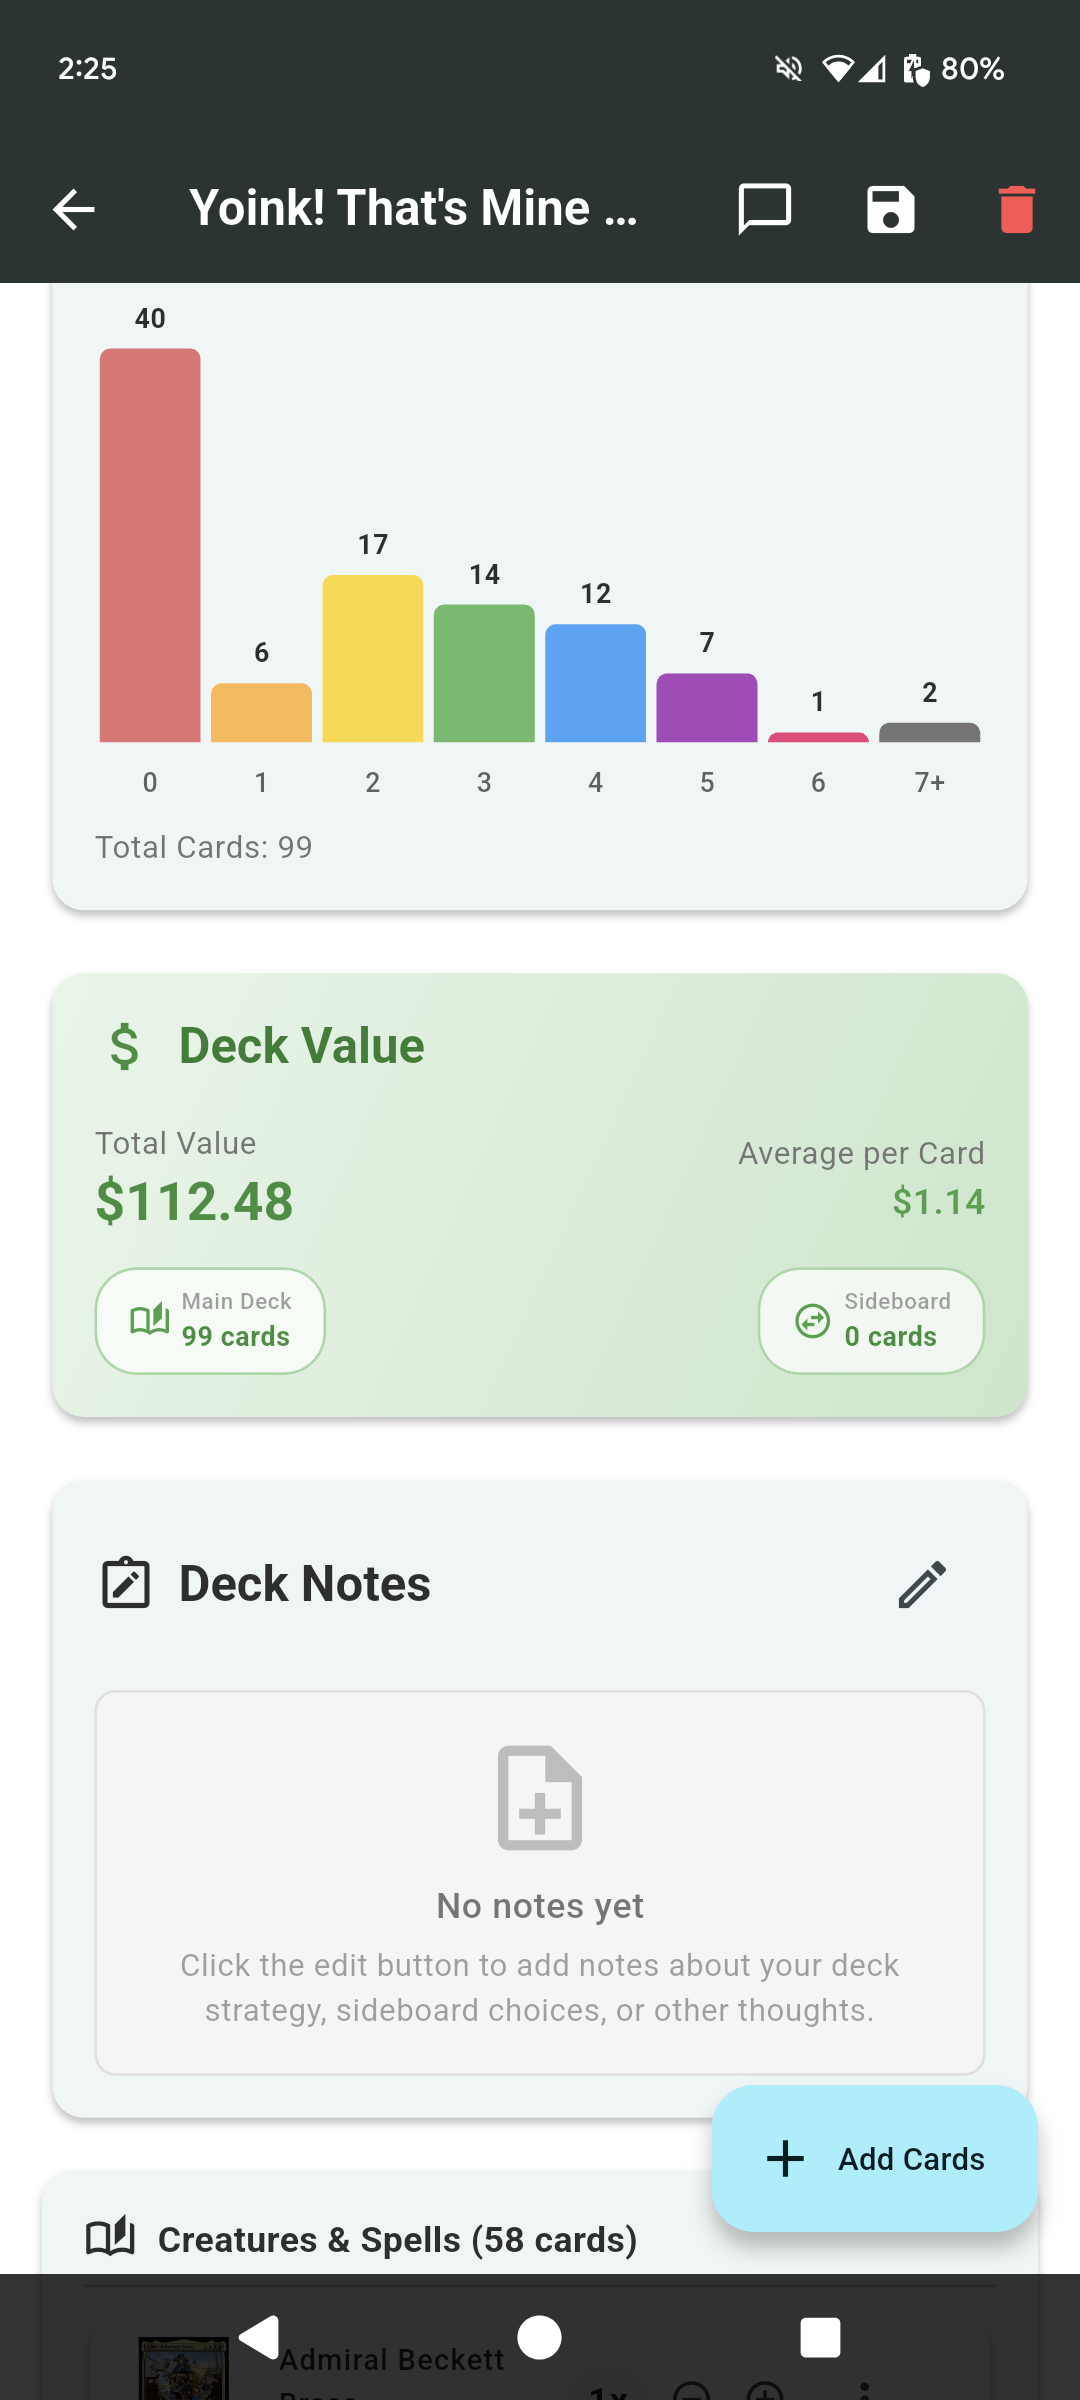 2:25
80%
Yoink! That's Mine ...
40
17
14
12
7
6
1
2
0
1
2
3
4
5
6
7+
Total Cards: 99
$ Deck Value
Total Value
Average per Card
$112.48
$1.14
Main Deck
99 cards
Sideboard
0 cards
Deck Notes
No notes yet
Click the edit button to add notes about your deck
strategy, sideboard choices, or other thoughts.
Add Cards
Creatures & Spells (58 cards)
Admiral Beckett
1x